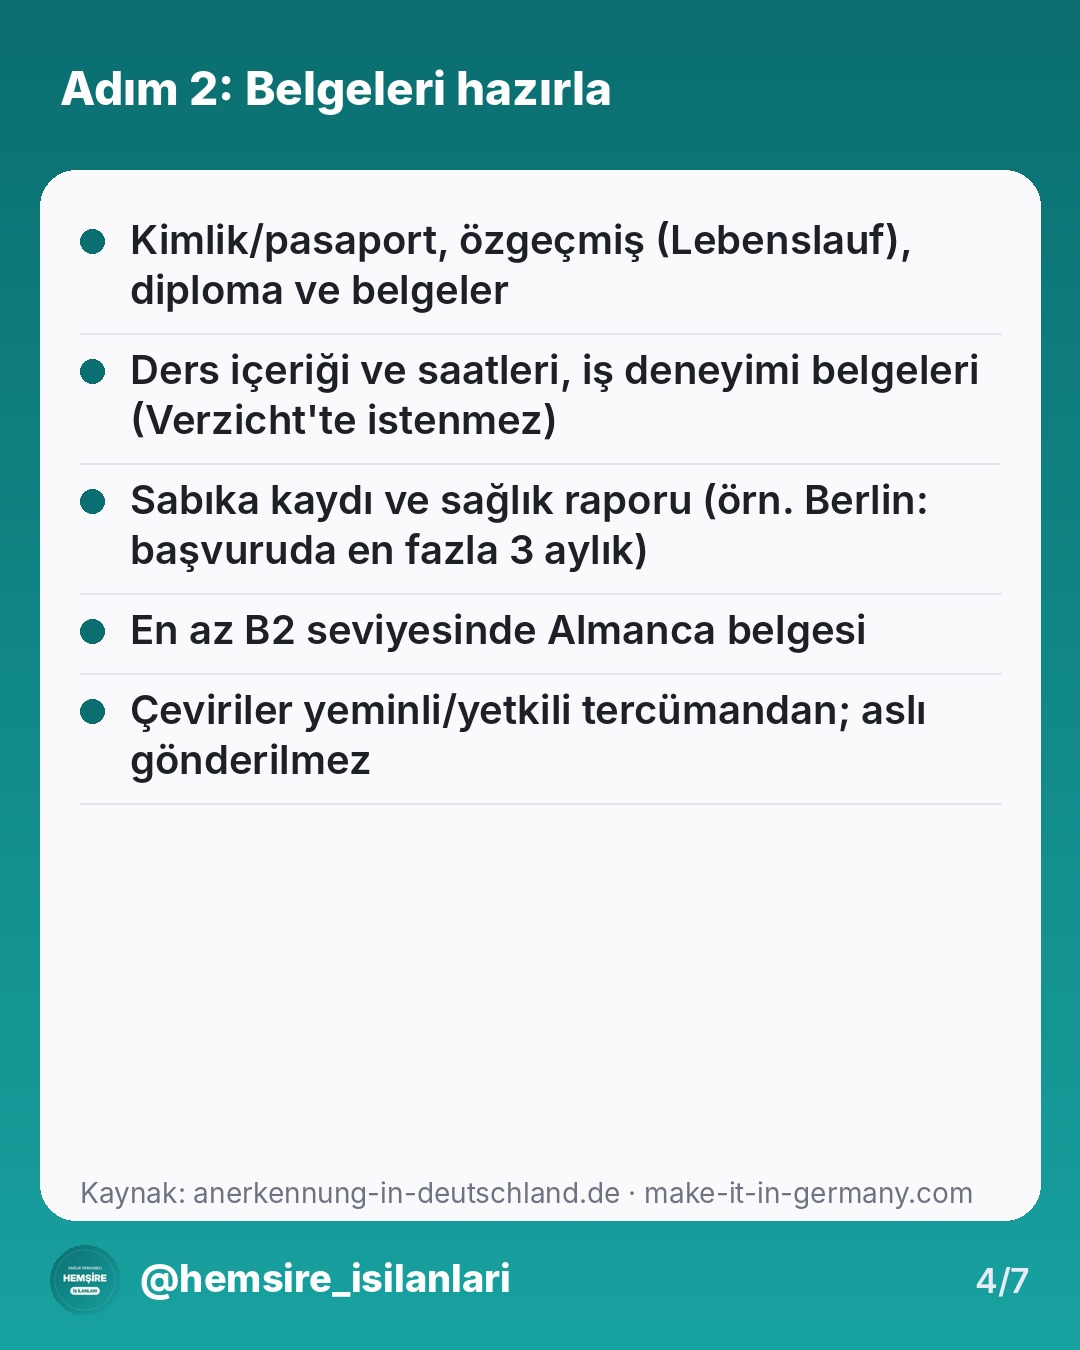 Adım 2: Belgeleri hazırla
Kimlik/pasaport, özgeçmiş (Lebenslauf),
diploma ve belgeler
Ders içeriği ve saatleri, iş deneyimi belgeleri
(Verzicht'te istenmez)
Sabıka kaydı ve sağlık raporu (örn. Berlin:
başvuruda en fazla 3 aylık)
En az B2 seviyesinde Almanca belgesi
Çeviriler yeminli/yetkili tercümandan; aslı
gönderilmez
Kaynak: anerkennung-in-deutschland.de · make-it-in-germany.com
SAĞLIK PERSONELİ
HEMŞİRE
İŞ İLANLARI
@hemsire_isilanlari
4/7